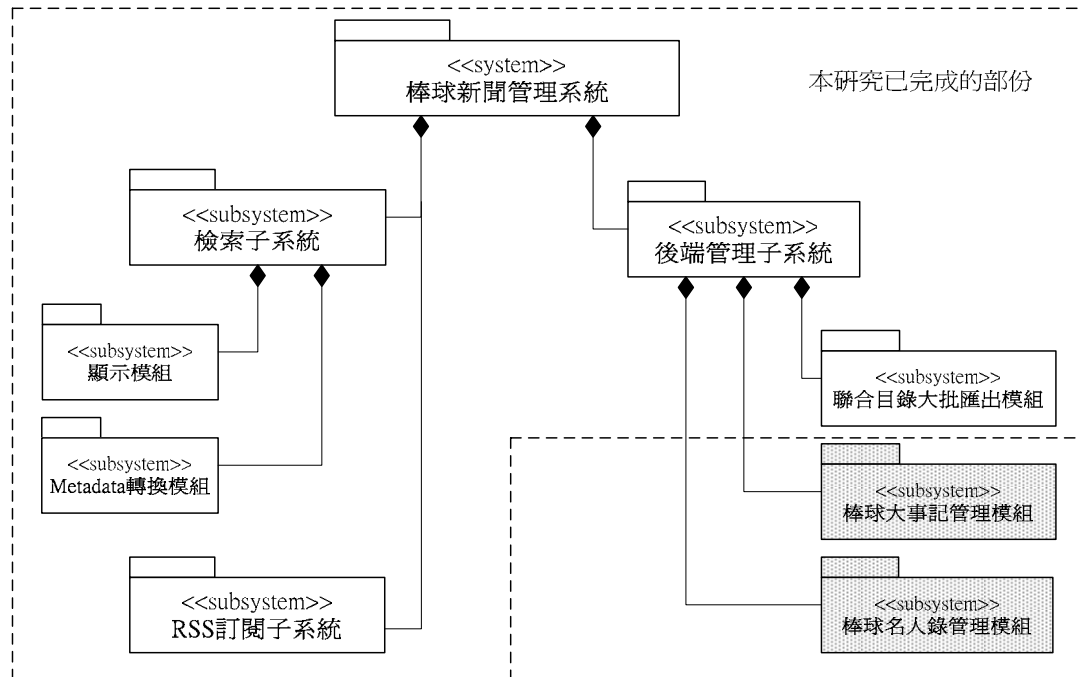 <<system>>
棒球新聞管理系統
本研究已完成的部份
<<subsystem>>
檢索子系統
<<subsystem>>
後端管理子系統
<<subsystem>>
顯示模組
<<subsystem>>
聯合目錄大批匯出模組
<<subsystem>>
Metadata轉換模組
<<subsystem>>
棒球大事記管理模組
<<subsystem>>
RSS訂閱子系統
<<subsystem>>
棒球名人錄管理模組